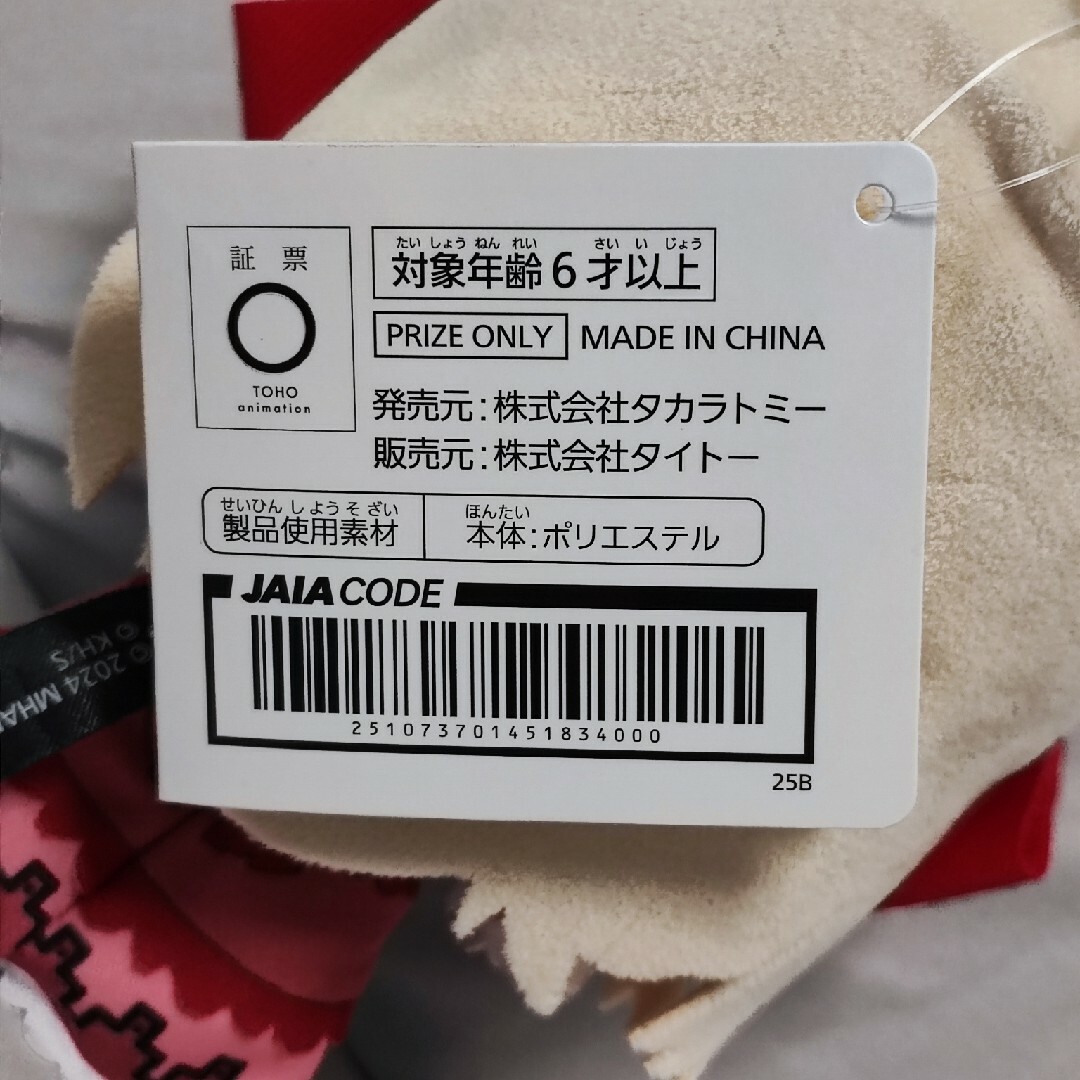 証 票
TOHO
animation
たいしょうねんれい さいいじょう
対象年齢6才以上
PRIZE ONLY MADE IN CHINA
発売元:株式会社タカラトミー
販売元:株式会社タイトー
せいひんしようそざい
製品使用素材
ほんたい
本体:ポリエステル
JAIA CODE
251073701451834000
25B
© 2024 MHA
© KH/S